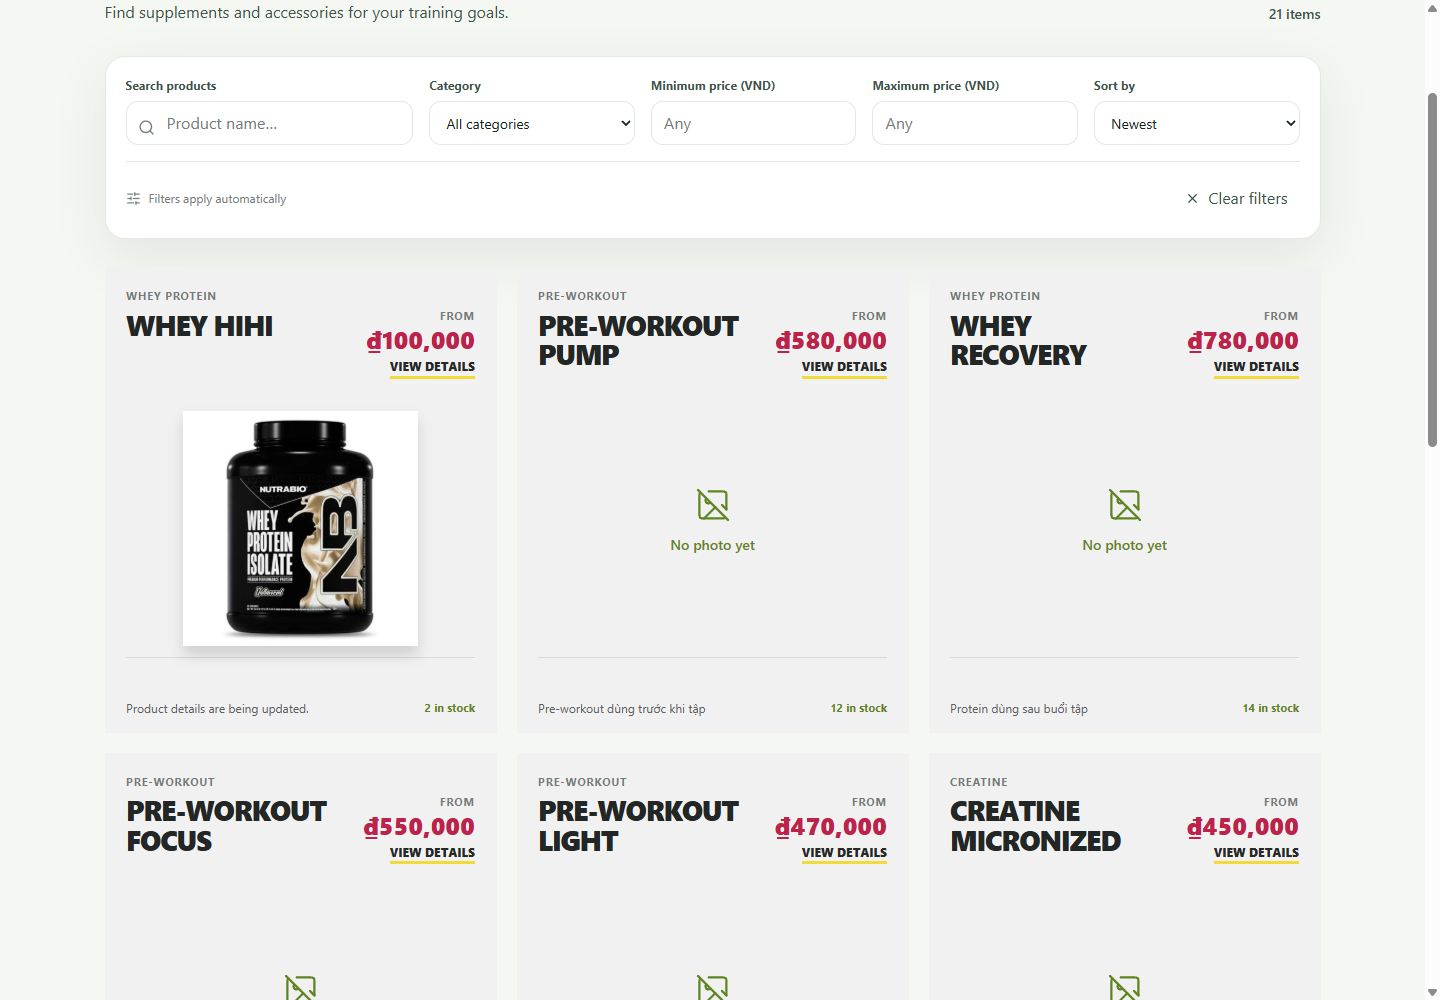 Find supplements and accessories for your training goals.
21 items
Search products
Category
Minimum price (VND)
Maximum price (VND)
Sort by
Product name...
All categories
Any
Any
Newest
Filters apply automatically
Clear filters
WHEY PROTEIN
WHEY HIHI
FROM
₫100,000
VIEW DETAILS
NUTRABIO
WHEY
PROTEIN
ISOLATE
NB
Product details are being updated.
2 in stock
PRE-WORKOUT
PRE-WORKOUT
PUMP
FROM
₫580,000
VIEW DETAILS
No photo yet
Pre-workout dùng trước khi tập
12 in stock
WHEY PROTEIN
WHEY
RECOVERY
FROM
₫780,000
VIEW DETAILS
No photo yet
Protein dùng sau buổi tập
14 in stock
PRE-WORKOUT
PRE-WORKOUT
FOCUS
FROM
₫550,000
VIEW DETAILS
PRE-WORKOUT
PRE-WORKOUT
LIGHT
FROM
₫470,000
VIEW DETAILS
CREATINE
CREATINE
MICRONIZED
FROM
₫450,000
VIEW DETAILS